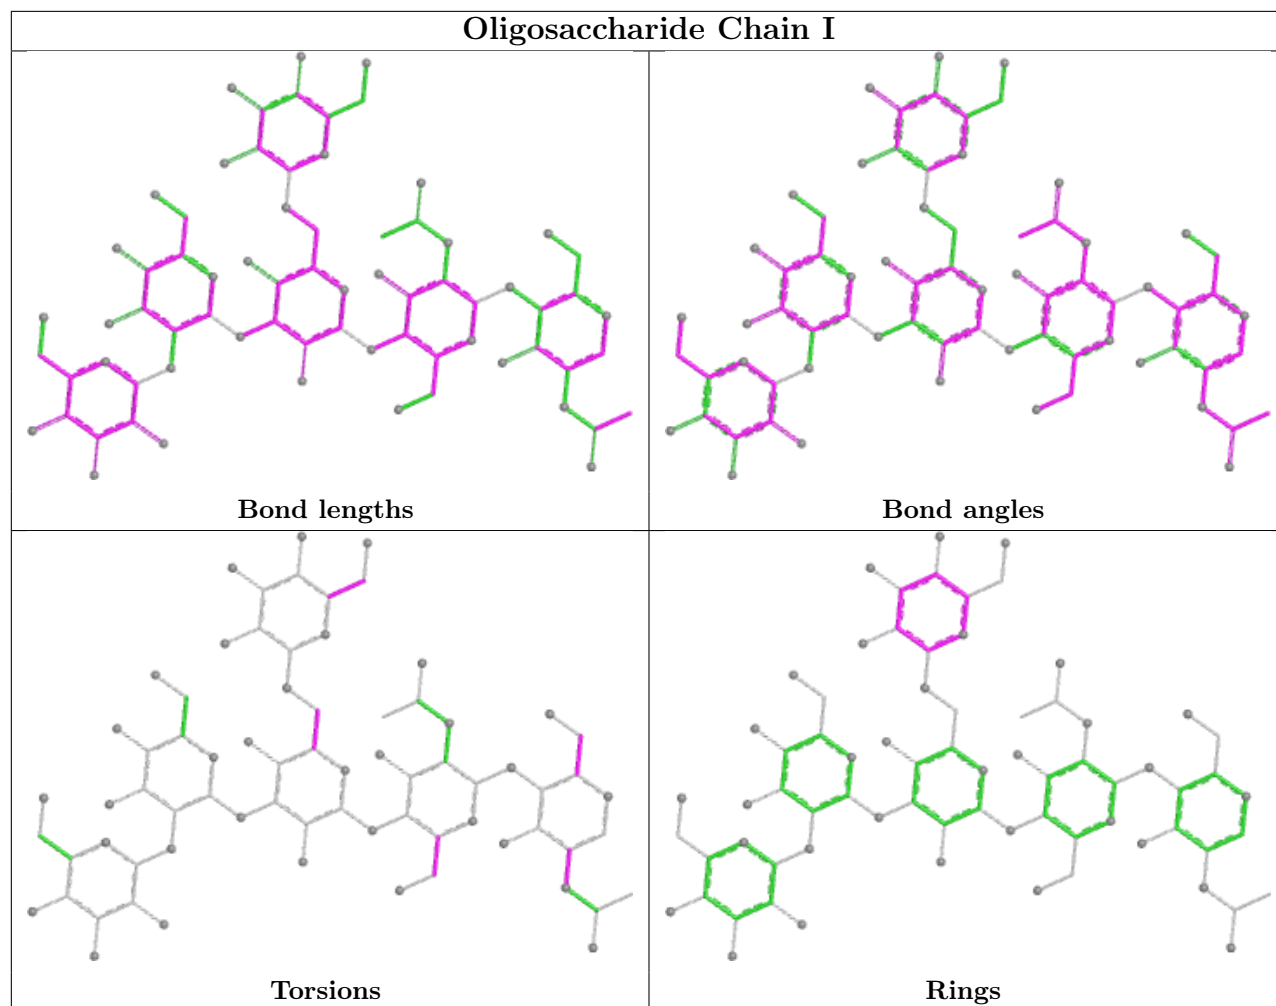 Oligosaccharide Chain I
Bond lengths
Bond angles
Torsions
Rings